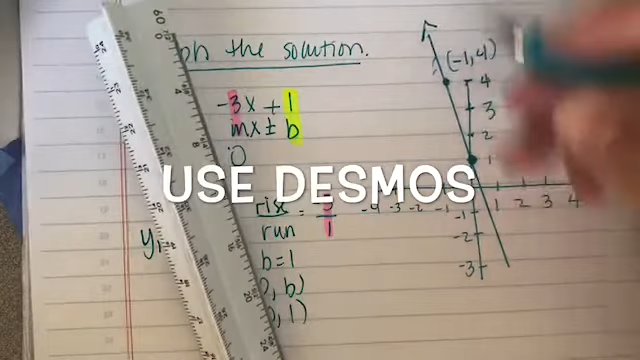 the solution.
-3x + 1
mx ± b
USE DESMOS
rise
run
1
b = 1
, b)
, 1)
(-1,4)
4
3
2
1
-4 -3 -2 -1
1 2 3 4
-1
-2
-3